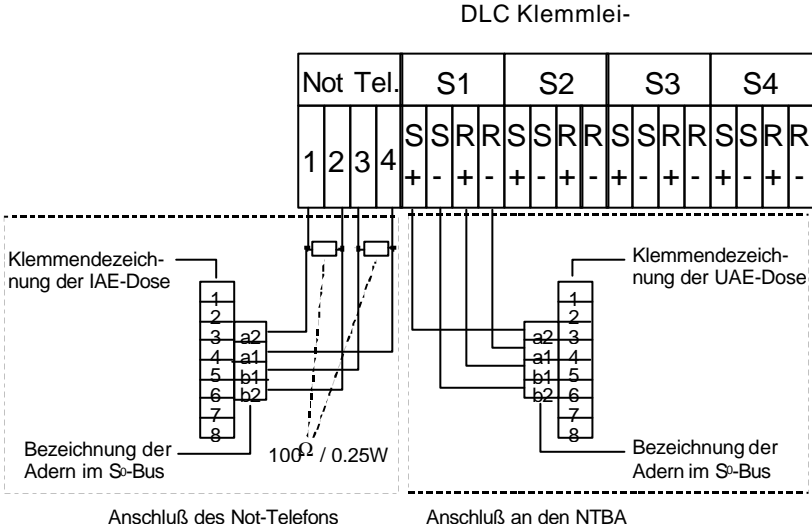 DLC Klemmlei-
Not Tel. S1 S2 S3 S4
1 2 3 4 S+ S- R+ R- S+ S- R+ R- S+ S- R+ R- S+ S- R+ R-
Klemmendezeich-
nung der IAE-Dose
1
2
3 a2
4 a1
5 b1
6 b2
7
8
Bezeichnung der
Adern im S0-Bus
100Ω / 0.25W
Klemmendezeich-
nung der UAE-Dose
1
2
a2 3
a1 4
b1 5
b2 6
7
8
Bezeichnung der
Adern im S0-Bus
Anschluß des Not-Telefons
Anschluß an den NTBA